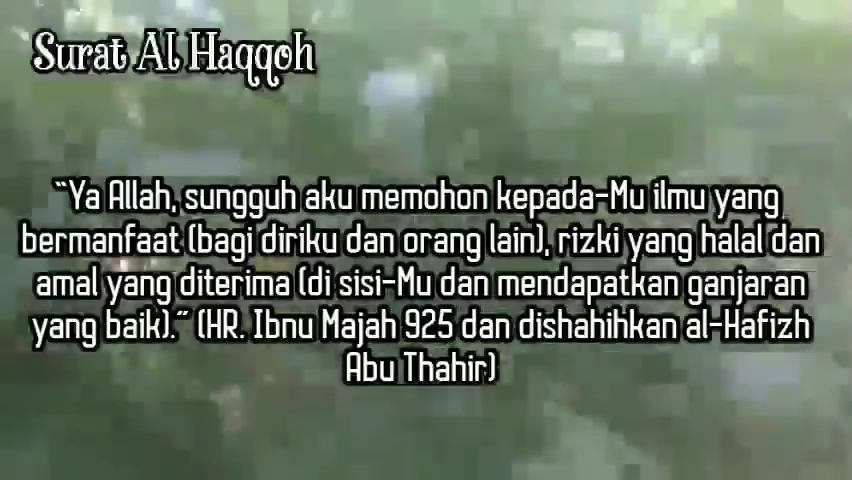 Surat Al Haqqoh
"Ya Allah, sungguh aku memohon kepada-Mu ilmu yang
bermanfaat (bagi diriku dan orang lain), rizki yang halal dan
amal yang diterima (di sisi-Mu dan mendapatkan ganjaran
yang baik)." (HR. Ibnu Majah 925 dan dishahihkan al-Hafizh
Abu Thahir)